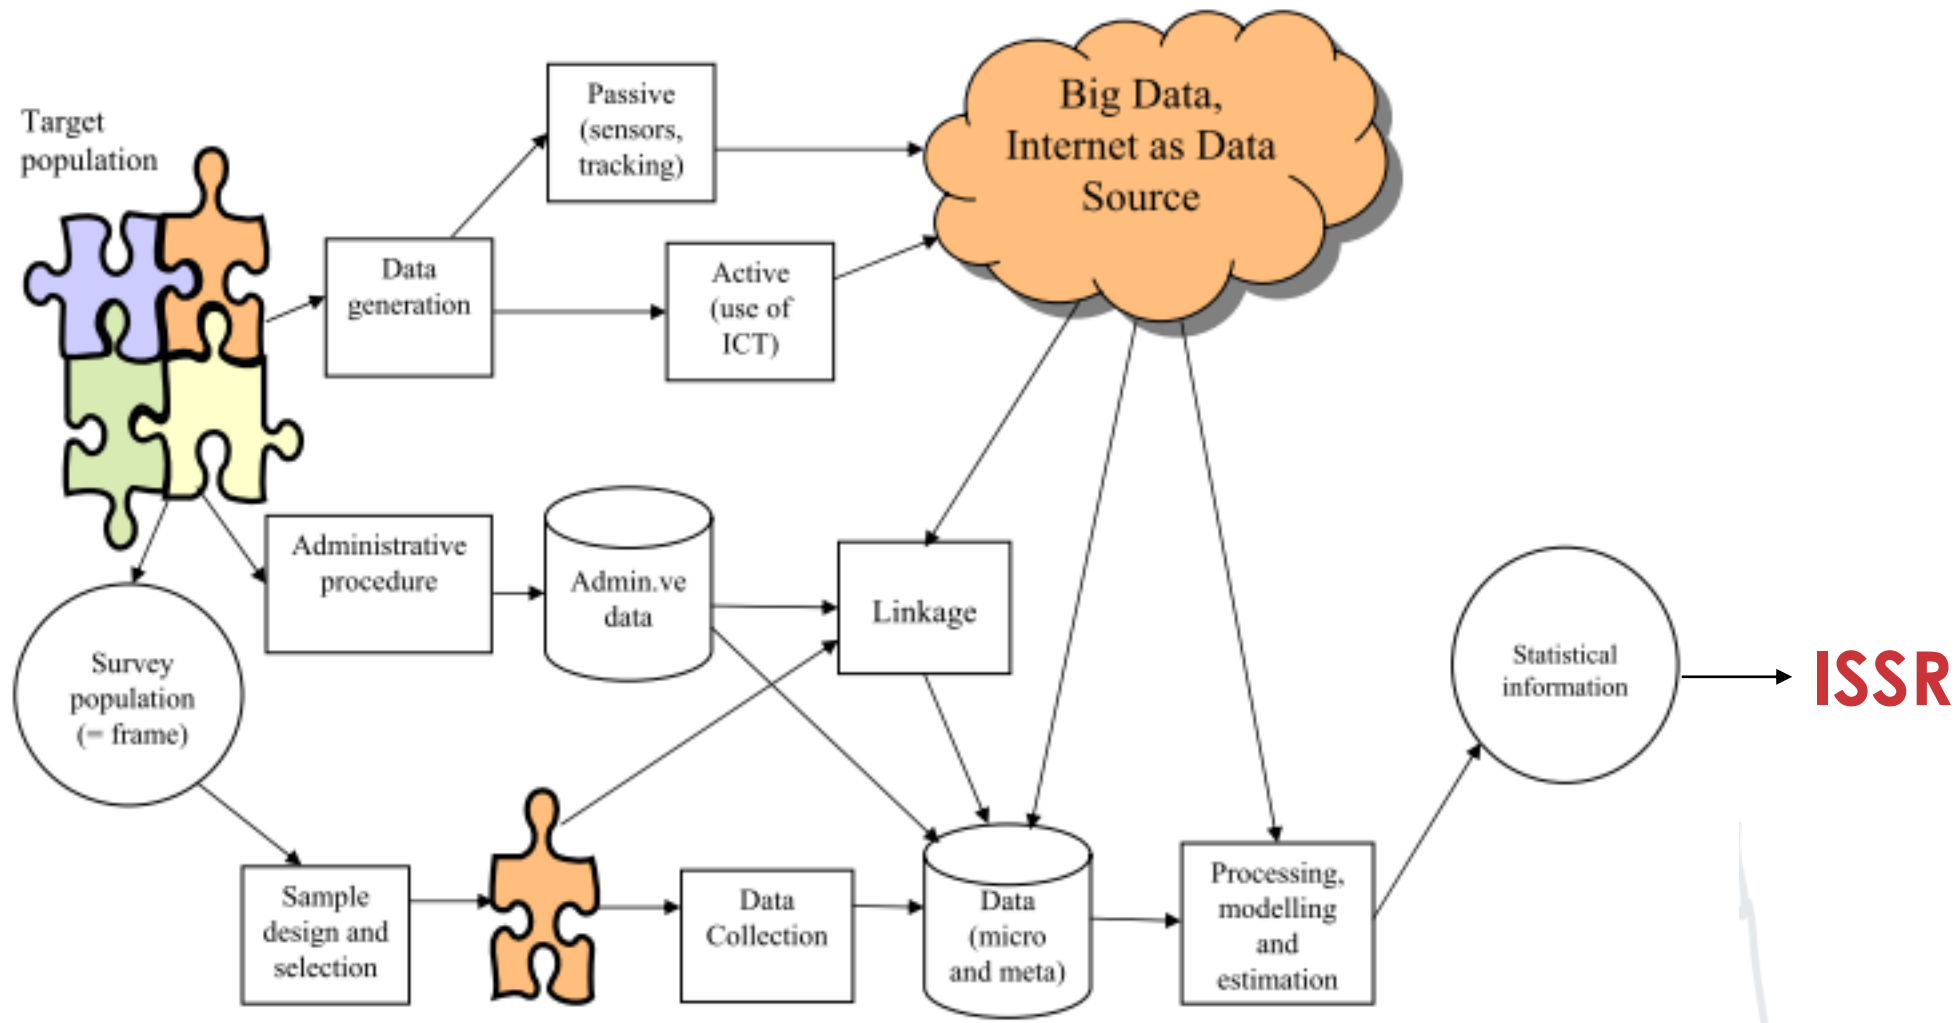 Target
population
Passive
(sensors,
tracking)
Big Data,
Internet as Data
Source
Data
generation
Active
(use of
ICT)
Administrative
procedure
Admin.ve
data
Linkage
Survey
population
(= frame)
Statistical
information
ISSR
Sample
design and
selection
Data
Collection
Data
(micro
and meta)
Processing,
modelling
and
estimation